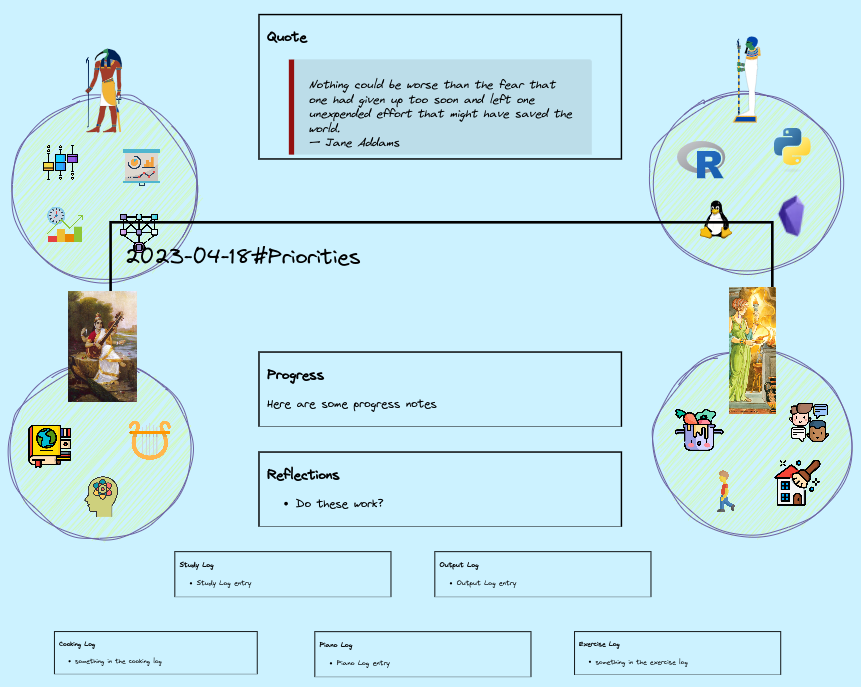 Quote
Nothing could be worse than the fear that
one had given up too soon and left one
unexpended effort that might have saved the
world.
— Jane Addams
R
2023-04-18#Priorities
Progress
Here are some progress notes
Reflections
• Do these work?
Study Log
• Study Log entry
Output Log
• Output Log entry
Cooking Log
• something in the cooking log
Piano Log
• Piano Log entry
Exercise Log
• something in the exercise log